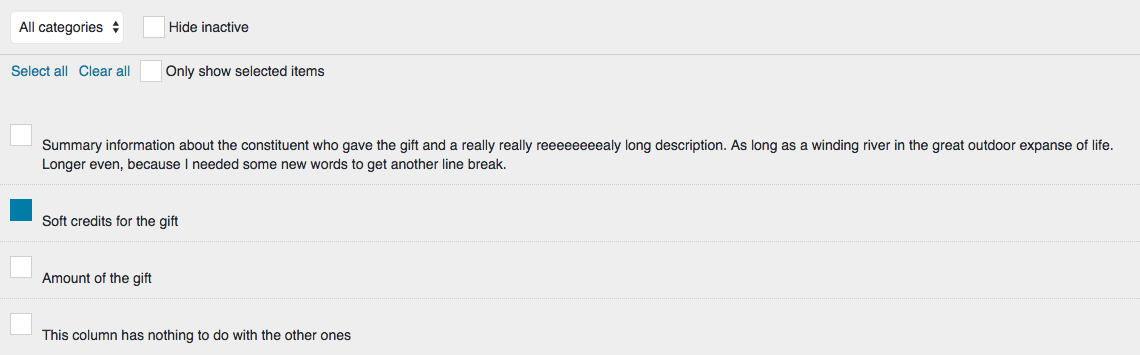 All categories Hide inactive
Select all Clear all Only show selected items
Summary information about the constituent who gave the gift and a really really reeeeeeeealy long description. As long as a winding river in the great outdoor expanse of life.
Longer even, because I needed some new words to get another line break.
Soft credits for the gift
Amount of the gift
This column has nothing to do with the other ones